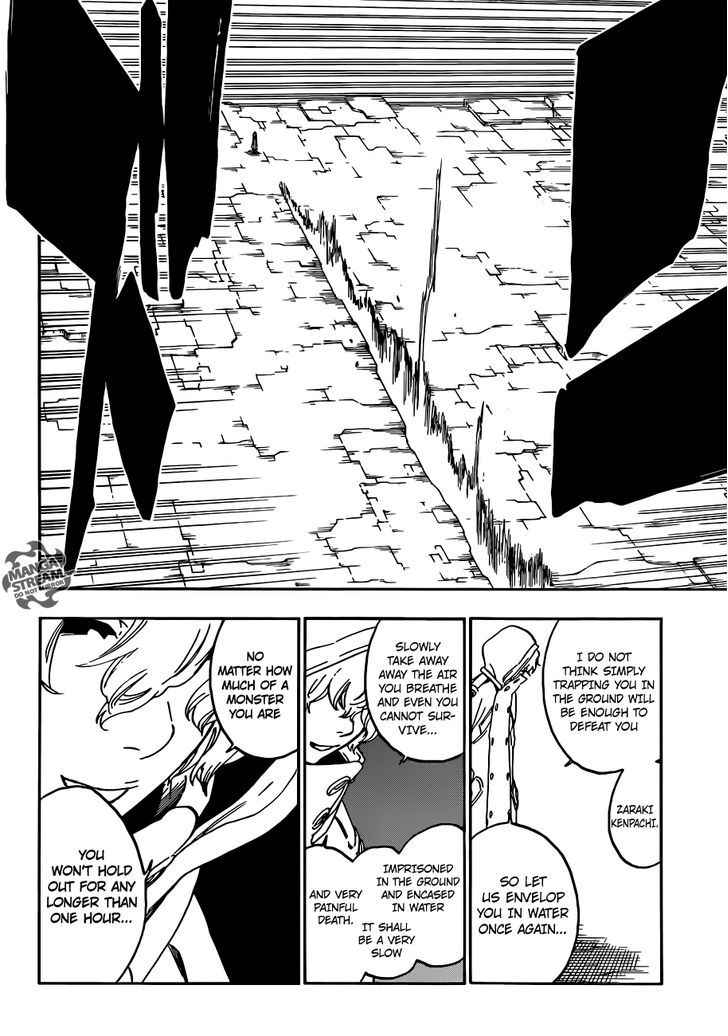 MANGA
STREAM
DO NOT MIRROR
I DO NOT
THINK SIMPLY
TRAPPING YOU IN
THE GROUND WILL
BE ENOUGH TO
DEFEAT YOU
ZARAKI
KENPACHI.
SO LET
US ENVELOP
YOU IN WATER
ONCE AGAIN...
SLOWLY
TAKE AWAY
AWAY THE AIR
YOU BREATHE
AND EVEN YOU
CANNOT SUR-
VIVE...
IMPRISONED
IN THE GROUND
AND ENCASED
IN WATER
IT SHALL
BE A VERY
SLOW
AND VERY
PAINFUL
DEATH.
NO
MATTER HOW
MUCH OF A
MONSTER
YOU ARE
YOU
WON'T HOLD
OUT FOR ANY
LONGER THAN
ONE HOUR...